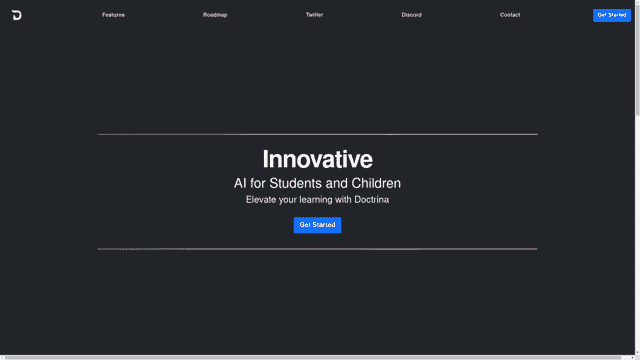 Features
Roadmap
Twitter
Discord
Contact
Get Started
Innovative
AI for Students and Children
Elevate your learning with Doctrina
Get Started